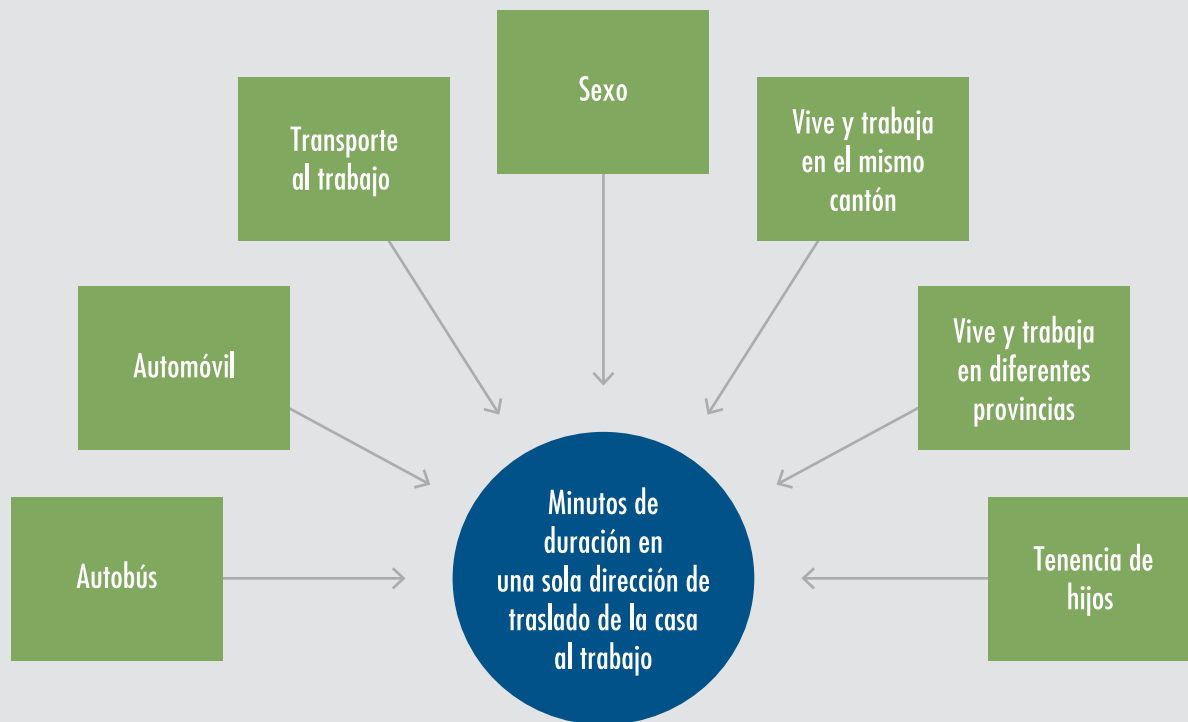 Sexo
Transporte
al trabajo
Vive y trabaja
en el mismo
cantón
Automóvil
Vive y trabaja
en diferentes
provincias
Autobús
Minutos de
duración en
una sola dirección de
traslado de la casa
al trabajo
Tenencia de
hijos